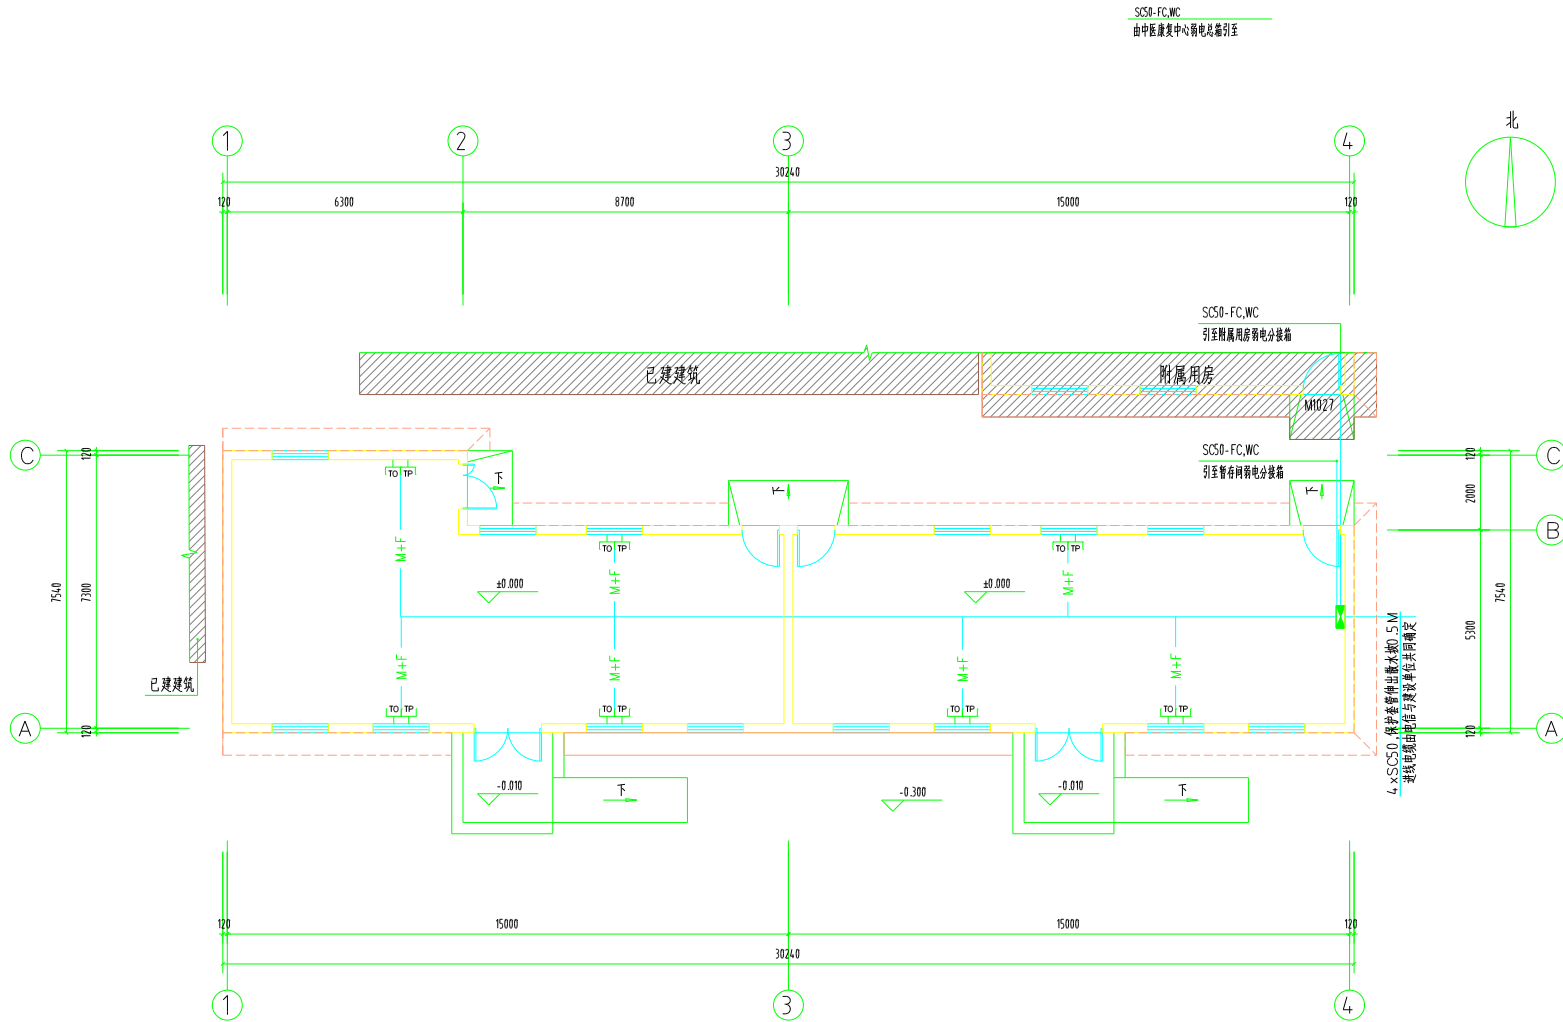 SC50-FC,WC
由中医康复中心弱电总箱引至
北
1
2
3
4
30240
120
6300
8700
15000
120
SC50-FC,WC
引至附属用房弱电分接箱
已建建筑
附属用房
M1027
C
120
SC50-FC,WC
引至暂存间弱电分接箱
120
C
TO TP
下
下
下
2000
B
TO TP
TO TP
M+F
M+F
M+F
±0.000
±0.000
7540
7300
7540
5300
M+F
M+F
M+F
M+F
4×SC50,保护套管伸出散水坡0.5M
进线电缆由电信与建设单位共同确定
已建建筑
TO TP
TO TP
TO TP
TO TP
A
120
120
A
-0.010
下
-0.300
-0.010
下
120
15000
15000
120
30240
1
3
4